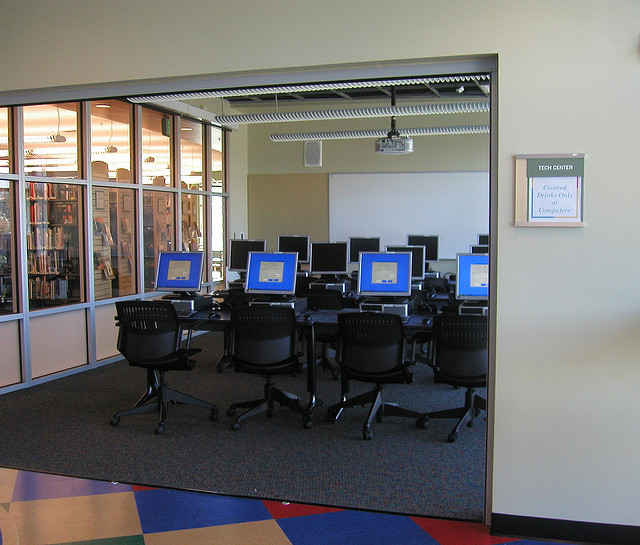 TECH CENTER
Covered
Drinks Only
at
Computers